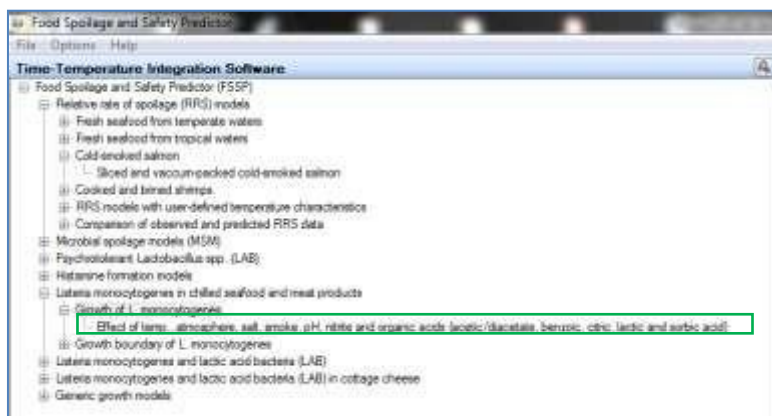 Food Spoilage and Safety Predictor
File Options Help
Time-Temperature Integration Software
Food Spoilage and Safety Predictor (FSSP)
Relative rate of spoilage (RRS) models
Fresh seafood from temperate waters
Fresh seafood from tropical waters
Cold-smoked salmon
Sliced and vacuum-packed cold-smoked salmon
Cooked and brined shrimps
RRS models with user-defined temperature characteristics
Comparison of observed and predicted RRS data
Microbial spoilage models (MSM)
Psychrotolerant Lactobacillus spp. (LAB)
Histamine formation models
Listeria monocytogenes in chilled seafood and meat products
Growth of L. monocytogenes
Effect of temp., atmosphere, salt, smoke, pH, nitrite and organic acids (acetic/diacetate, benzoic, citric, lactic and sorbic acid)
Growth boundary of L. monocytogenes
Listeria monocytogenes and lactic acid bacteria (LAB)
Listeria monocytogenes and lactic acid bacteria (LAB) in cottage cheese
Generic growth models